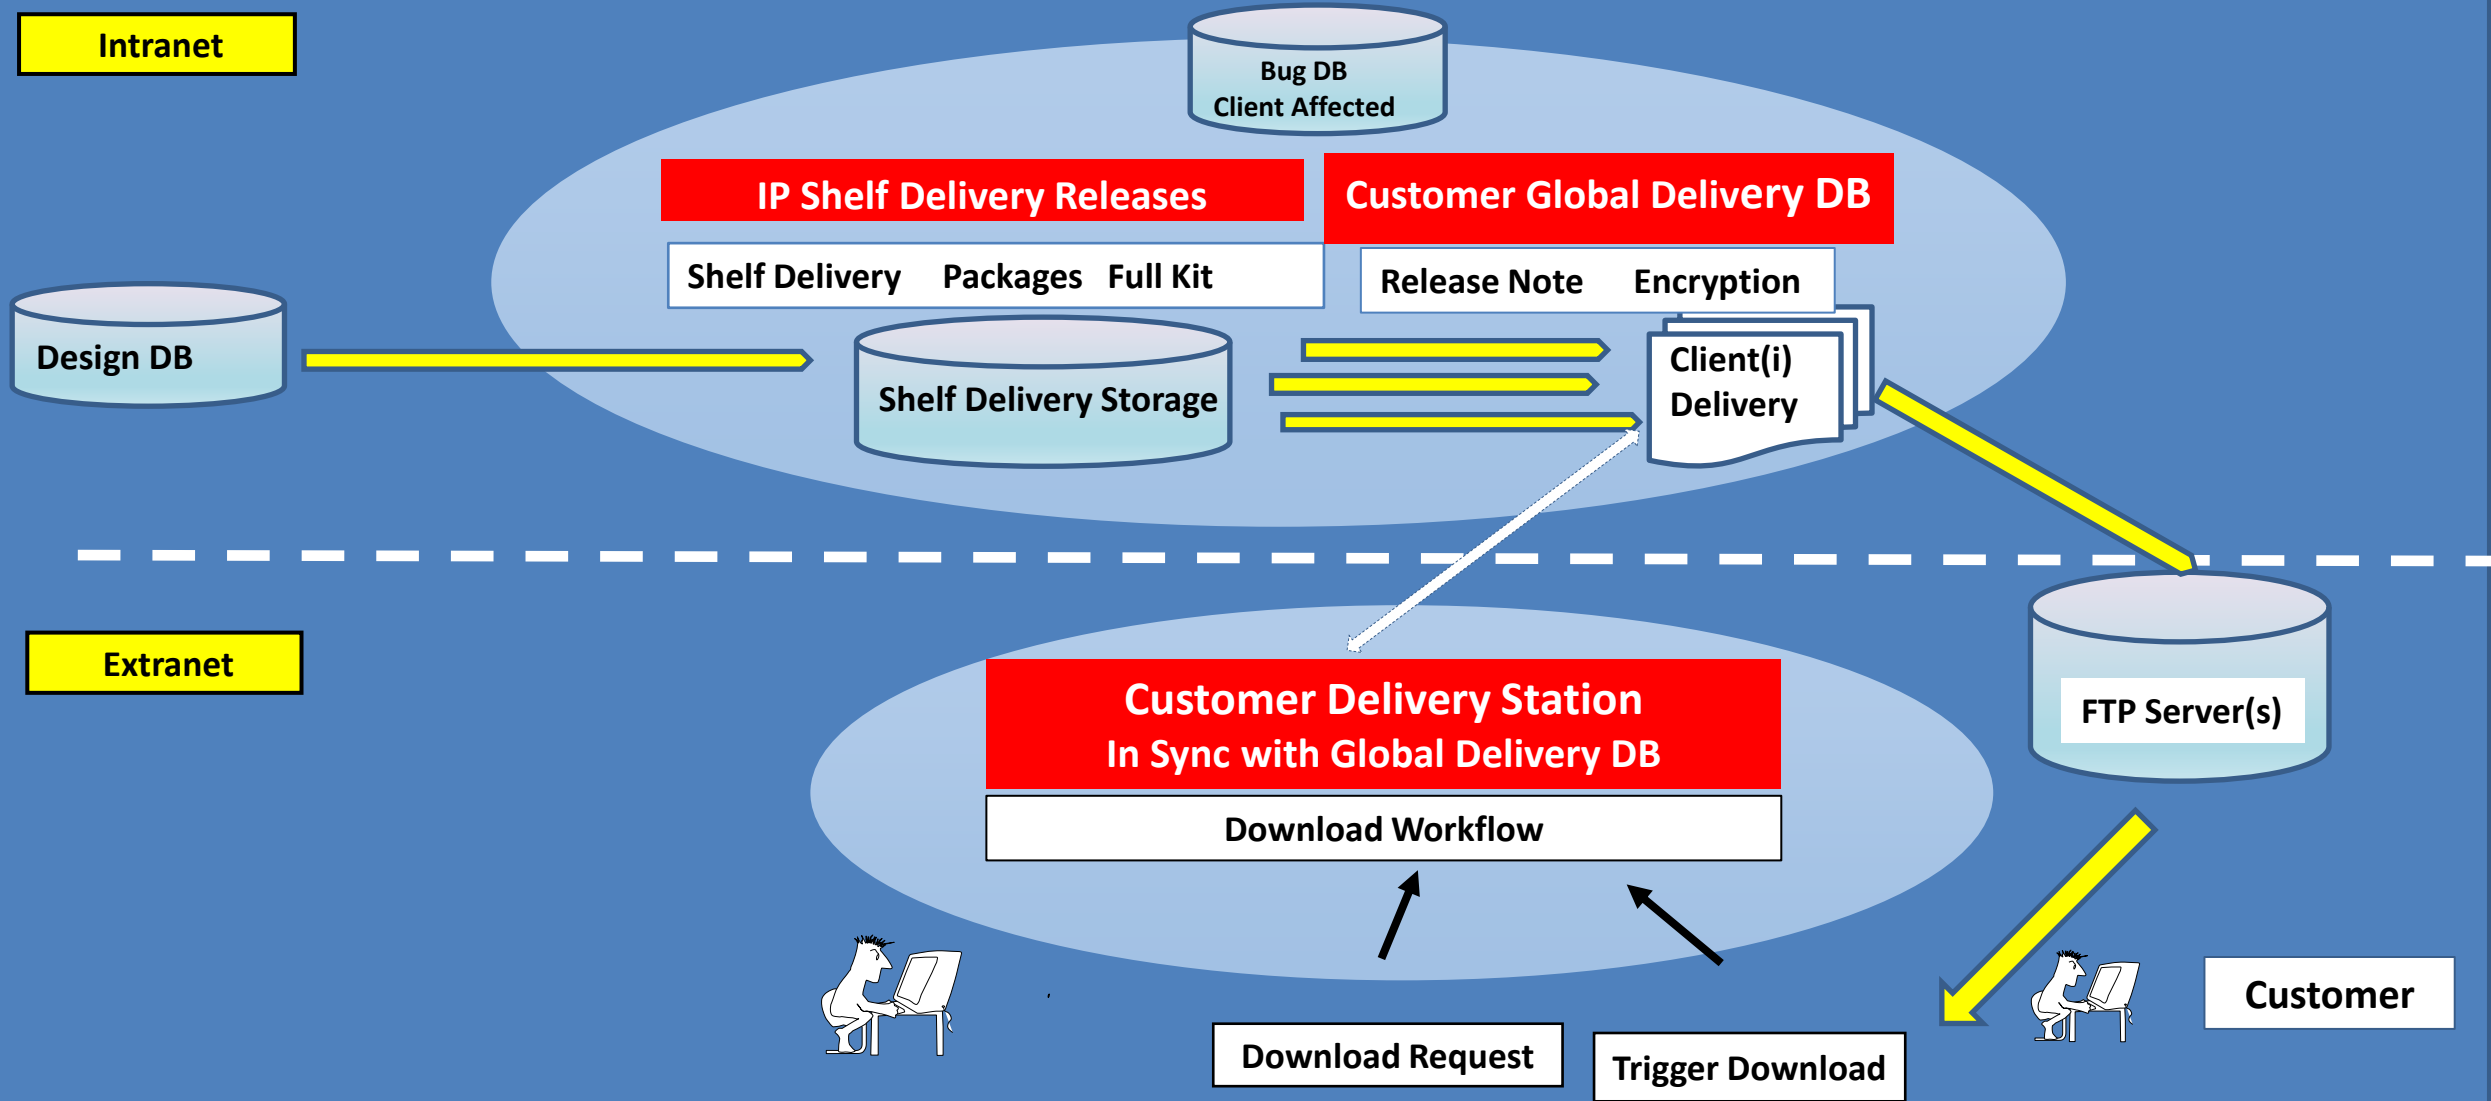 Intranet
Bug DB
Client Affected
IP Shelf Delivery Releases
Customer Global Delivery DB
Shelf Delivery Packages Full Kit
Release Note Encryption
Design DB
Shelf Delivery Storage
Client(i)
Delivery
Extranet
Customer Delivery Station
In Sync with Global Delivery DB
FTP Server(s)
Download Workflow
Customer
Download Request
Trigger Download